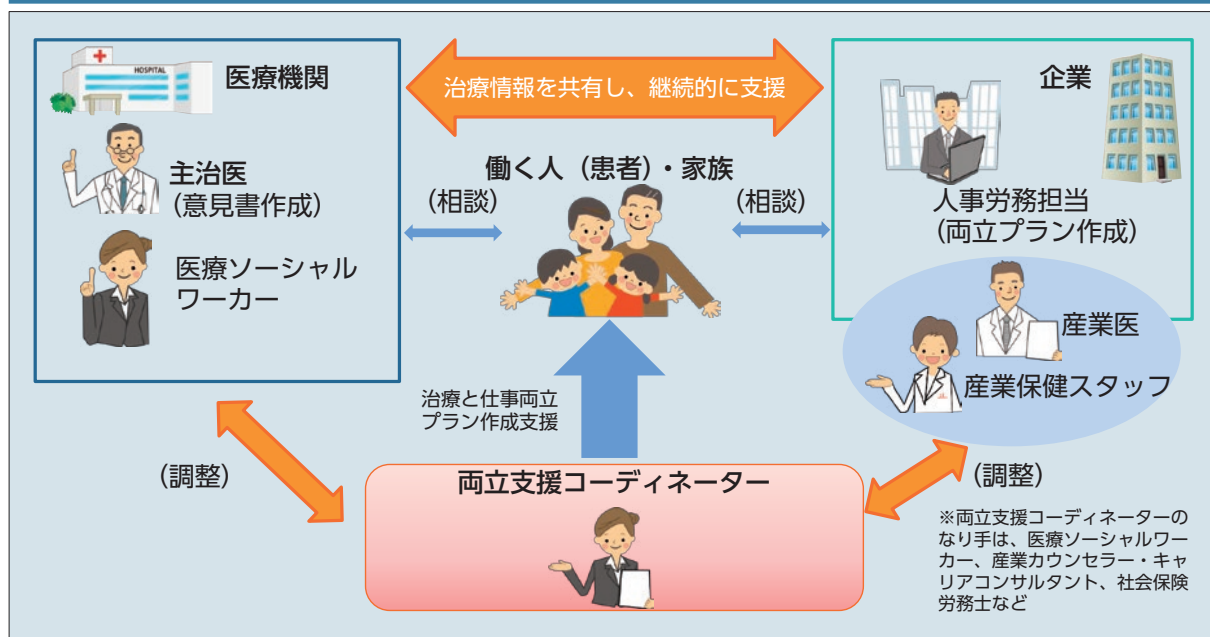 HOSPITAL
医療機関
主治医
(意見書作成)
医療ソーシャル
ワーカー
治療情報を共有し、継続的に支援
働く人（患者）・家族
(相談)
(相談)
企業
人事労務担当
(両立プラン作成)
産業医
産業保健スタッフ
治療と仕事両立
プラン作成支援
(調整)
両立支援コーディネーター
(調整)
※両立支援コーディネーターの
なり手は、医療ソーシャルワー
カー、産業カウンセラー・キャ
リアコンサルタント、社会保険
労務士など